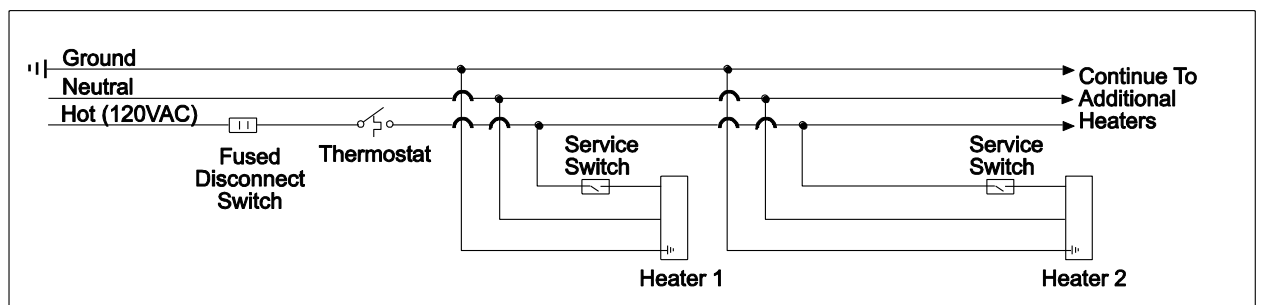 Ground
Neutral
Hot (120VAC)
Fused
Disconnect
Switch
Thermostat
Service
Switch
Heater 1
Service
Switch
Heater 2
Continue To
Additional
Heaters